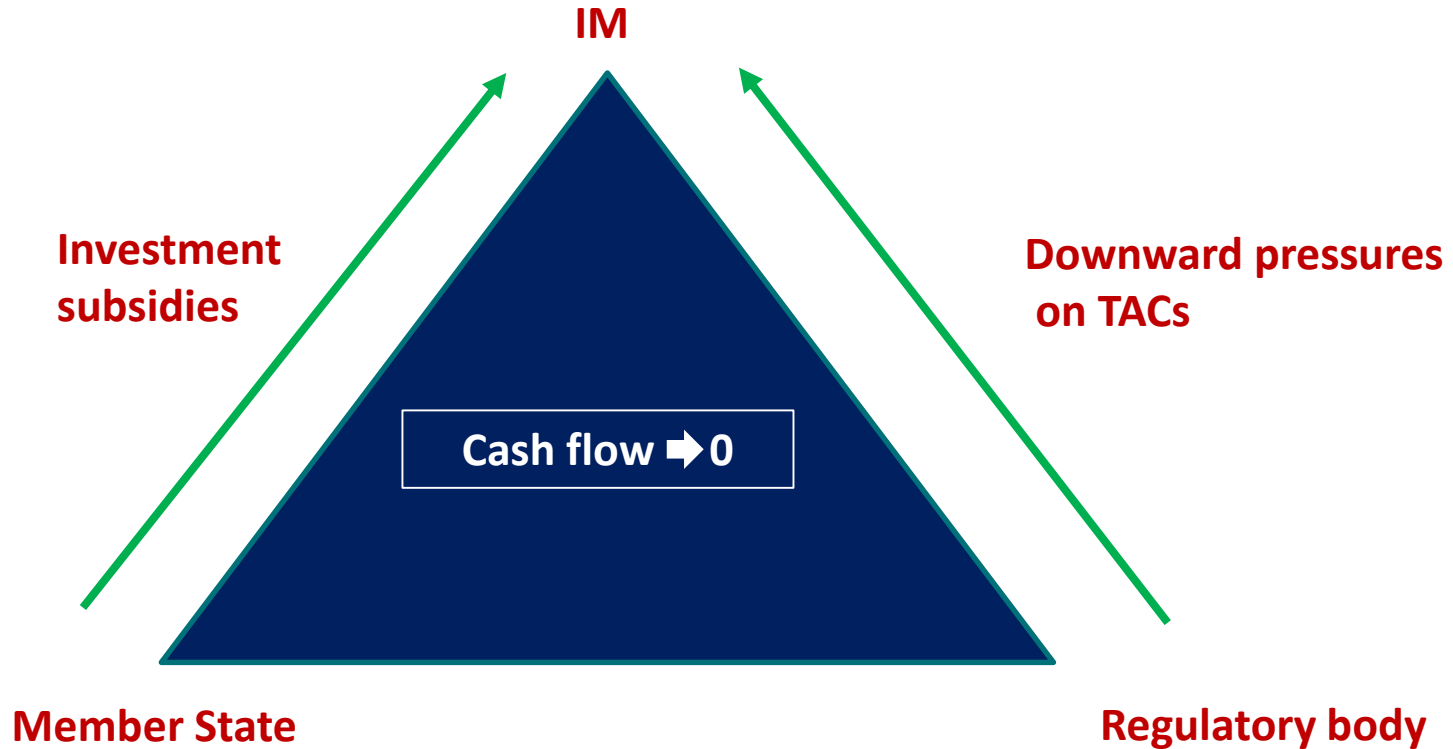 IM
Investment
subsidies
Downward pressures
on TACs
Cash flow ➡ 0
Member State
Regulatory body